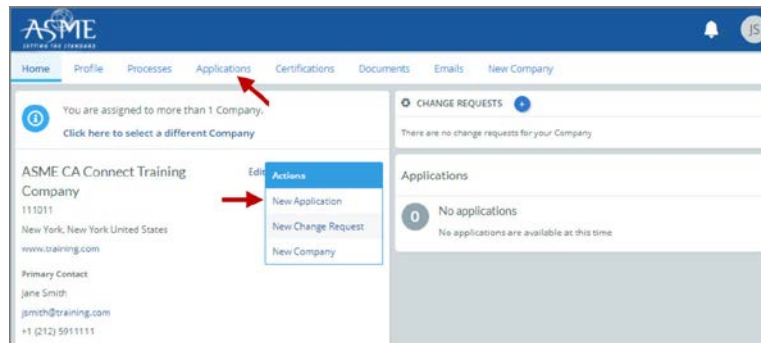 ASME
SETTING THE STANDARD
JS
Home Profile Processes Applications Certifications Documents Emails New Company
You are assigned to more than 1 Company.
Click here to select a different Company
ASME CA Connect Training
Company
111011
New York, New York United States
www.training.com
Primary Contact
Jane Smith
jsmith@training.com
+1 (212) 5911111
Edit
Actions
New Application
New Change Request
New Company
CHANGE REQUESTS
There are no change requests for your Company
Applications
0 No applications
No applications are available at this time